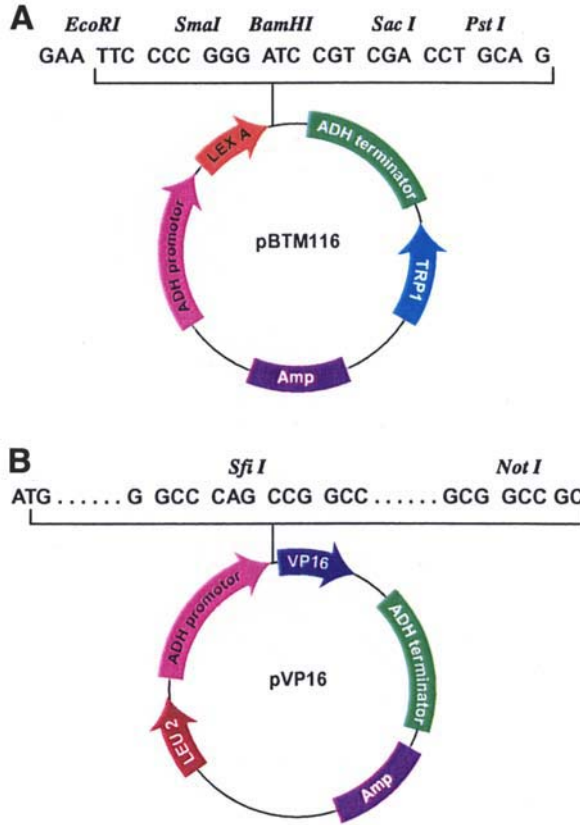 A
EcoRI SmaI BamHI Sac I Pst I
GAA TTC CCC GGG ATC CGT CGA CCT GCA G
LEX A
ADH terminator
ADH promotor
pBTM116
TRP1
Amp
B
Sfi I Not I
ATG......G GCC CAG CCG GCC......GCG GCC GC
VP16
ADH promotor
ADH terminator
pVP16
LEU 2
Amp